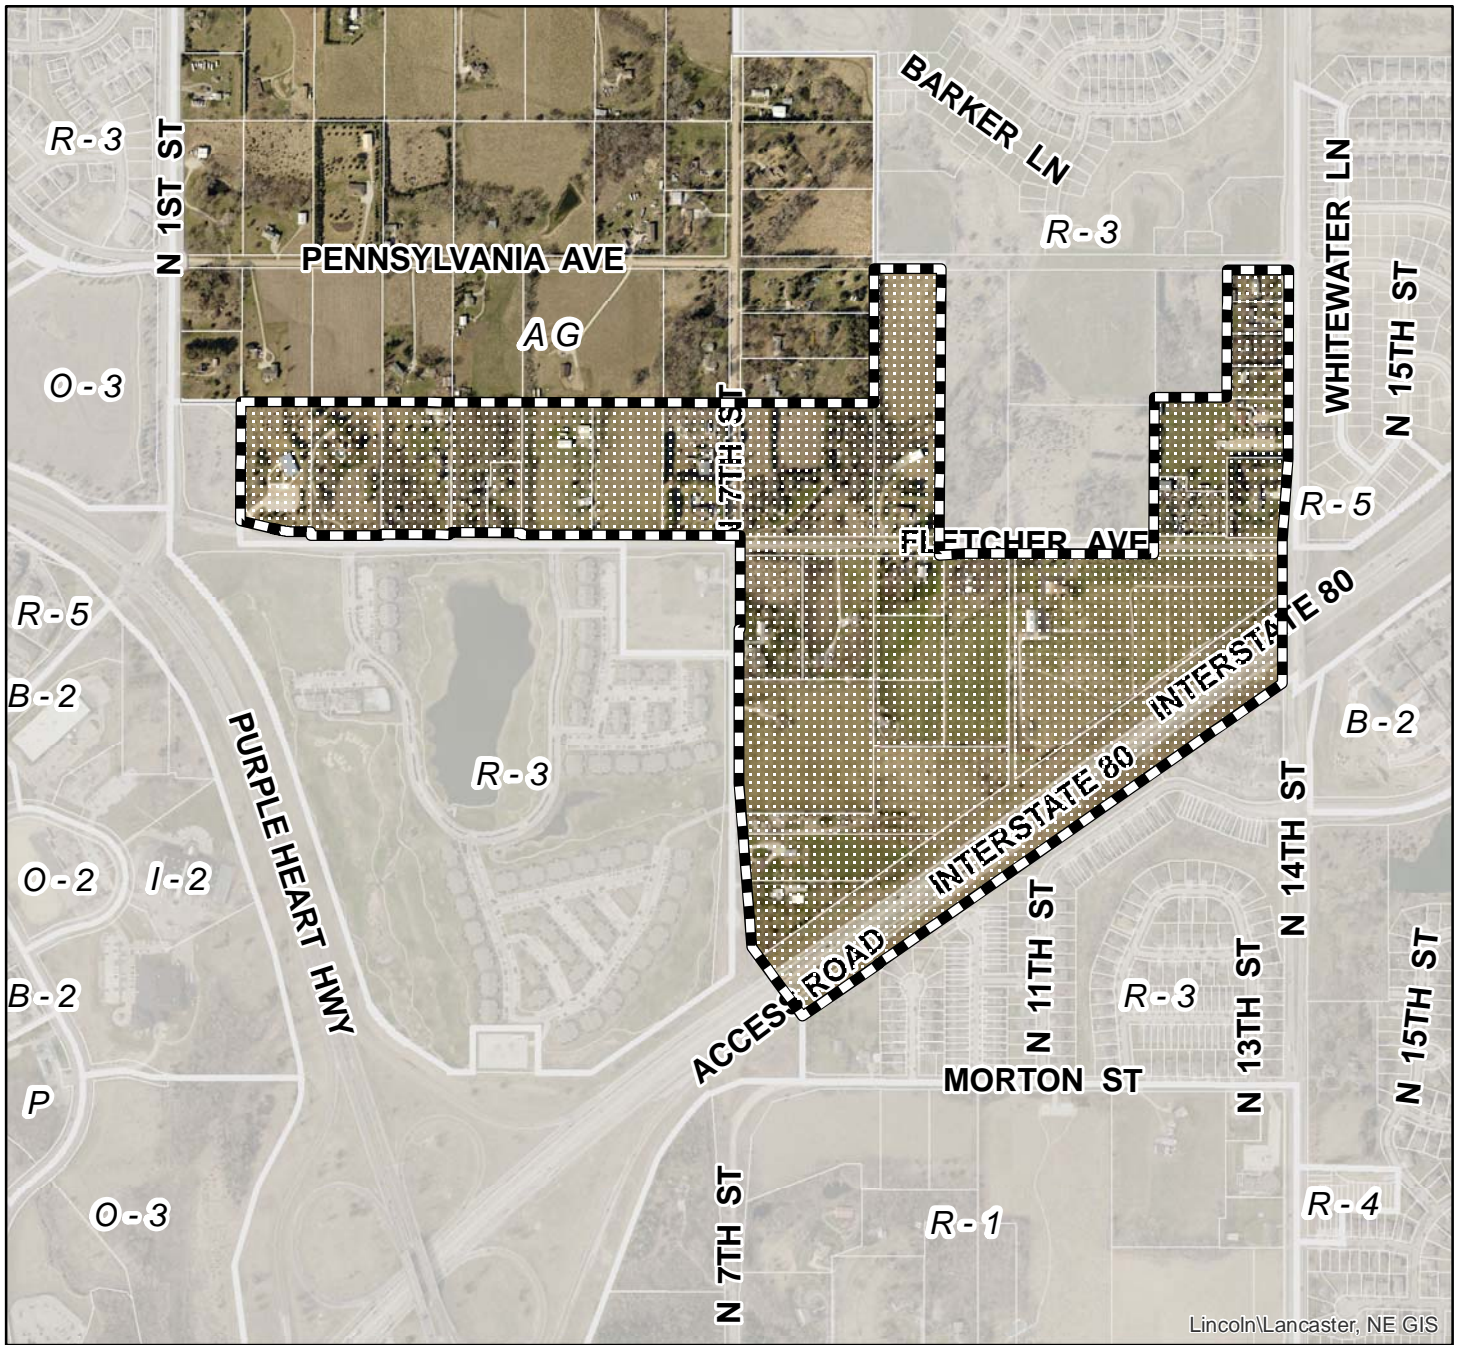 BARKER LN
R-3
N 1ST ST
WHITEWATER LN
R-3
PENNSYLVANIA AVE
N 15TH ST
AG
O-3
N 7TH ST
R-5
FLETCHER AVE
INTERSTATE 80
R-5
B-2
PURPLE HEART HWY
B-2
R-3
INTERSTATE 80
N 14TH ST
O-2
I-2
N 11TH ST
ACCESS ROAD
N 13TH ST
N 15TH ST
B-2
R-3
MORTON ST
P
N 7TH ST
O-3
R-1
R-4
Lincoln\Lancaster, NE GIS